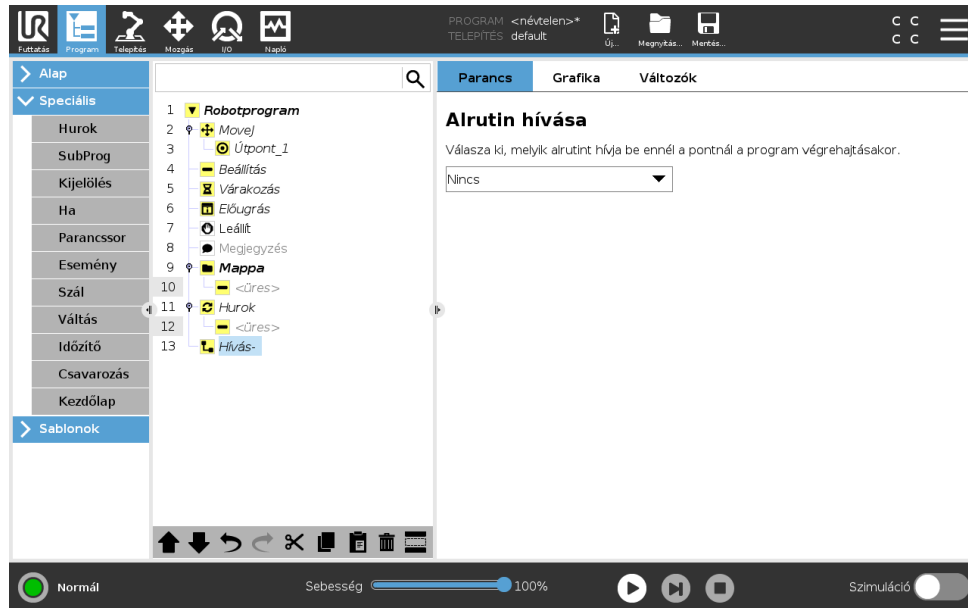 UR
Futtatás
Program
Telepítés
Mozgás
I/O
Napló
PROGRAM <névtelen>*
TELEPÍTÉS default
Új...
Megnyitás...
Mentés...
C C
C C
Alap
Speciális
Hurok
SubProg
Kijelölés
Ha
Parancssor
Esemény
Szál
Váltás
Időzítő
Csavarozás
Kezdőlap
Sablonok
1 Robotprogram
2 MoveJ
3 Útpont_1
4 Beállítás
5 Várakozás
6 Előugrás
7 Leállít
8 Megjegyzés
9 Mappa
10 <üres>
11 Hurok
12 <üres>
13 Hívás-
Parancs
Grafika
Változók
Alrutin hívása
Válasza ki, melyik alrutint hívja be ennél a pontnál a program végrehajtásakor.
Nincs
Normál
Sebesség
100%
Szimuláció